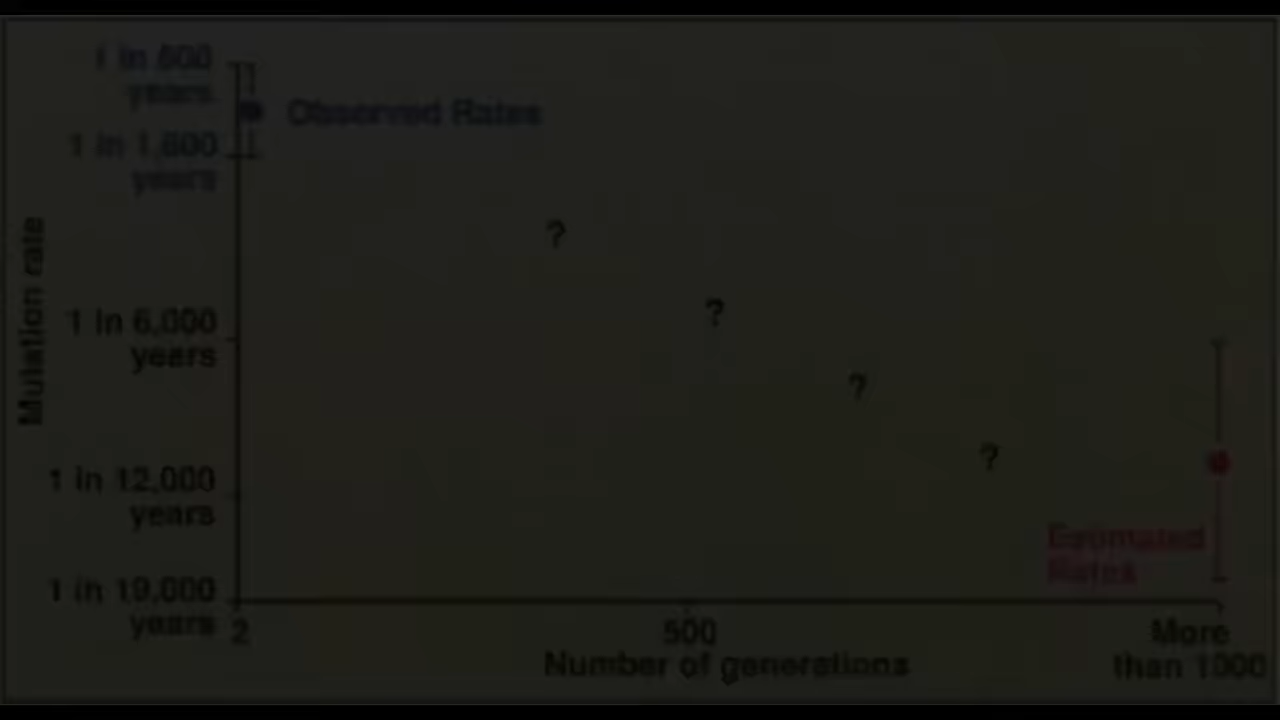 1 in 600
years
Observed Rates
1 in 1,800
years
?
Mutation rate
?
1 in 6,000
years
?
?
1 in 12,000
years
Estimated
Rates
1 in 19,000
years
2
500
More
than 1000
Number of generations